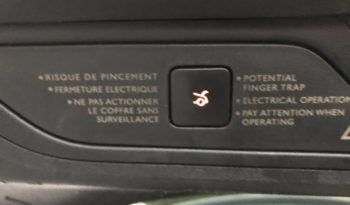 • RISQUE DE PINCEMENT
• FERMETURE ELECTRIQUE
• NE PAS ACTIONNER
LE COFFRE SANS
SURVEILLANCE
• POTENTIAL
FINGER TRAP
• ELECTRICAL OPERATION
• PAY ATTENTION WHEN
OPERATING